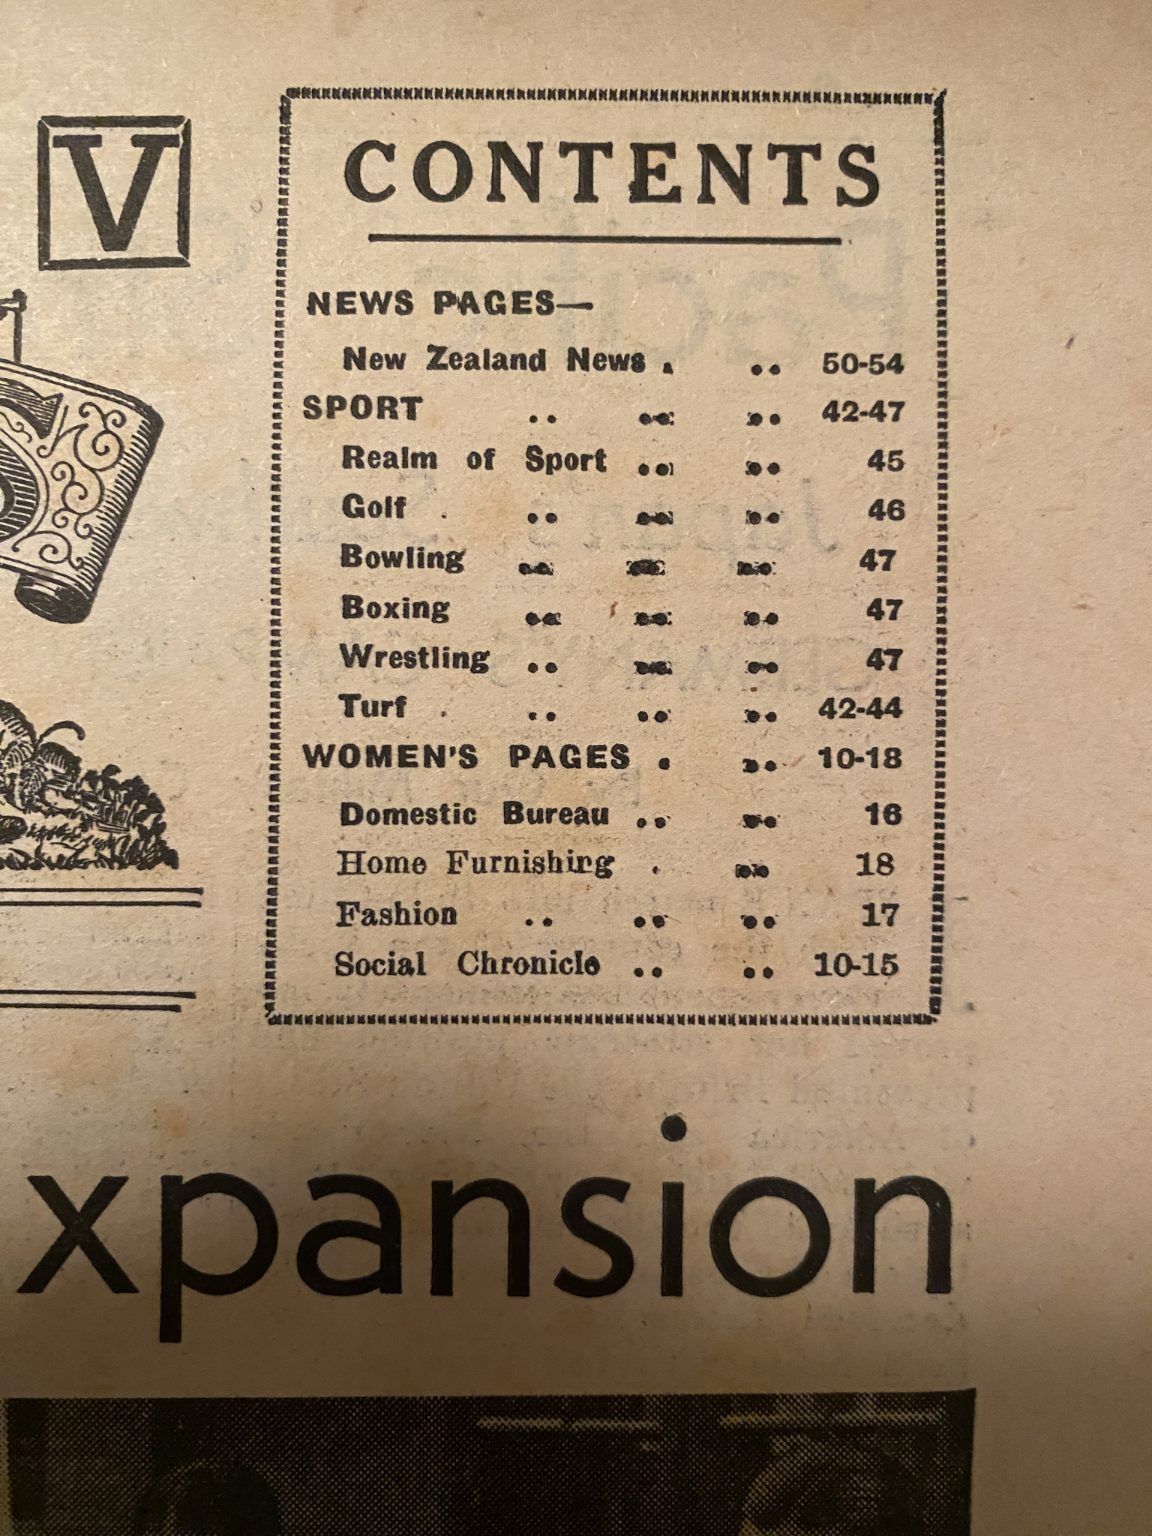 V
CONTENTS
NEWS PAGES—
New Zealand News . .. 50-54
SPORT .. .. .. 42-47
Realm of Sport .. .. 45
Golf . .. .. .. 46
Bowling .. .. .. 47
Boxing .. .. .. 47
Wrestling .. .. .. 47
Turf . .. .. .. 42-44
WOMEN'S PAGES . .. 10-18
Domestic Bureau .. .. 16
Home Furnishing . .. 18
Fashion .. .. .. 17
Social Chronicle .. .. 10-15
xpansion